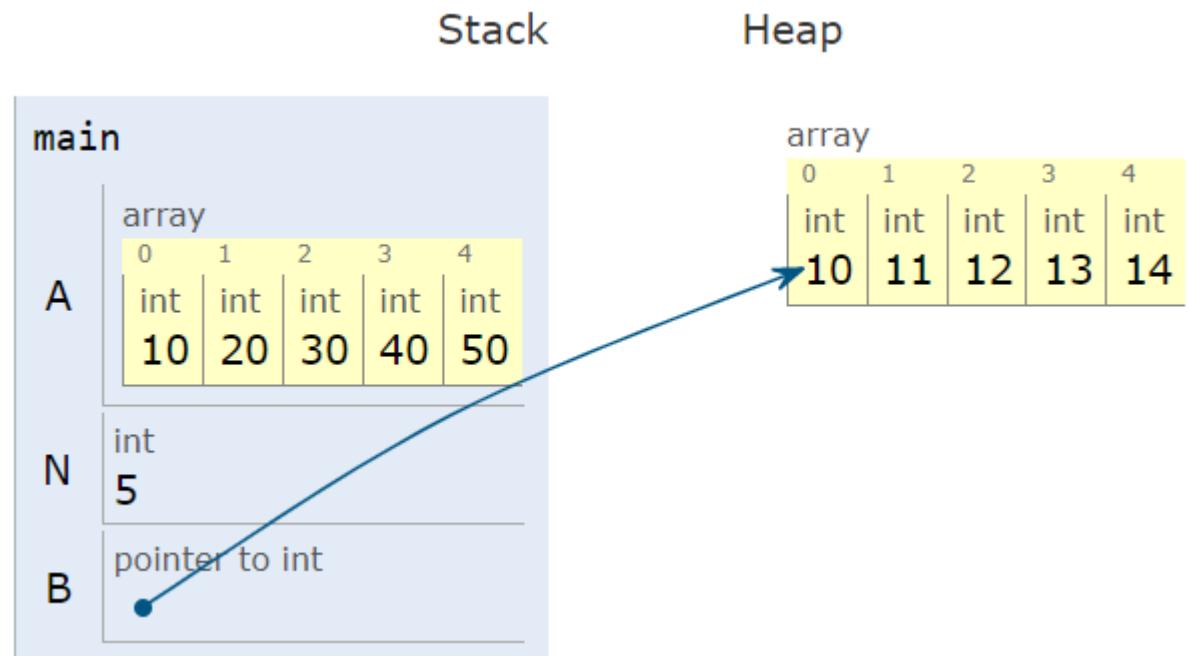 Stack Heap
main
array
0 1 2 3 4
int int int int int
A
10 20 30 40 50
int
N
5
pointer to int
B
array
0 1 2 3 4
int int int int int
10 11 12 13 14